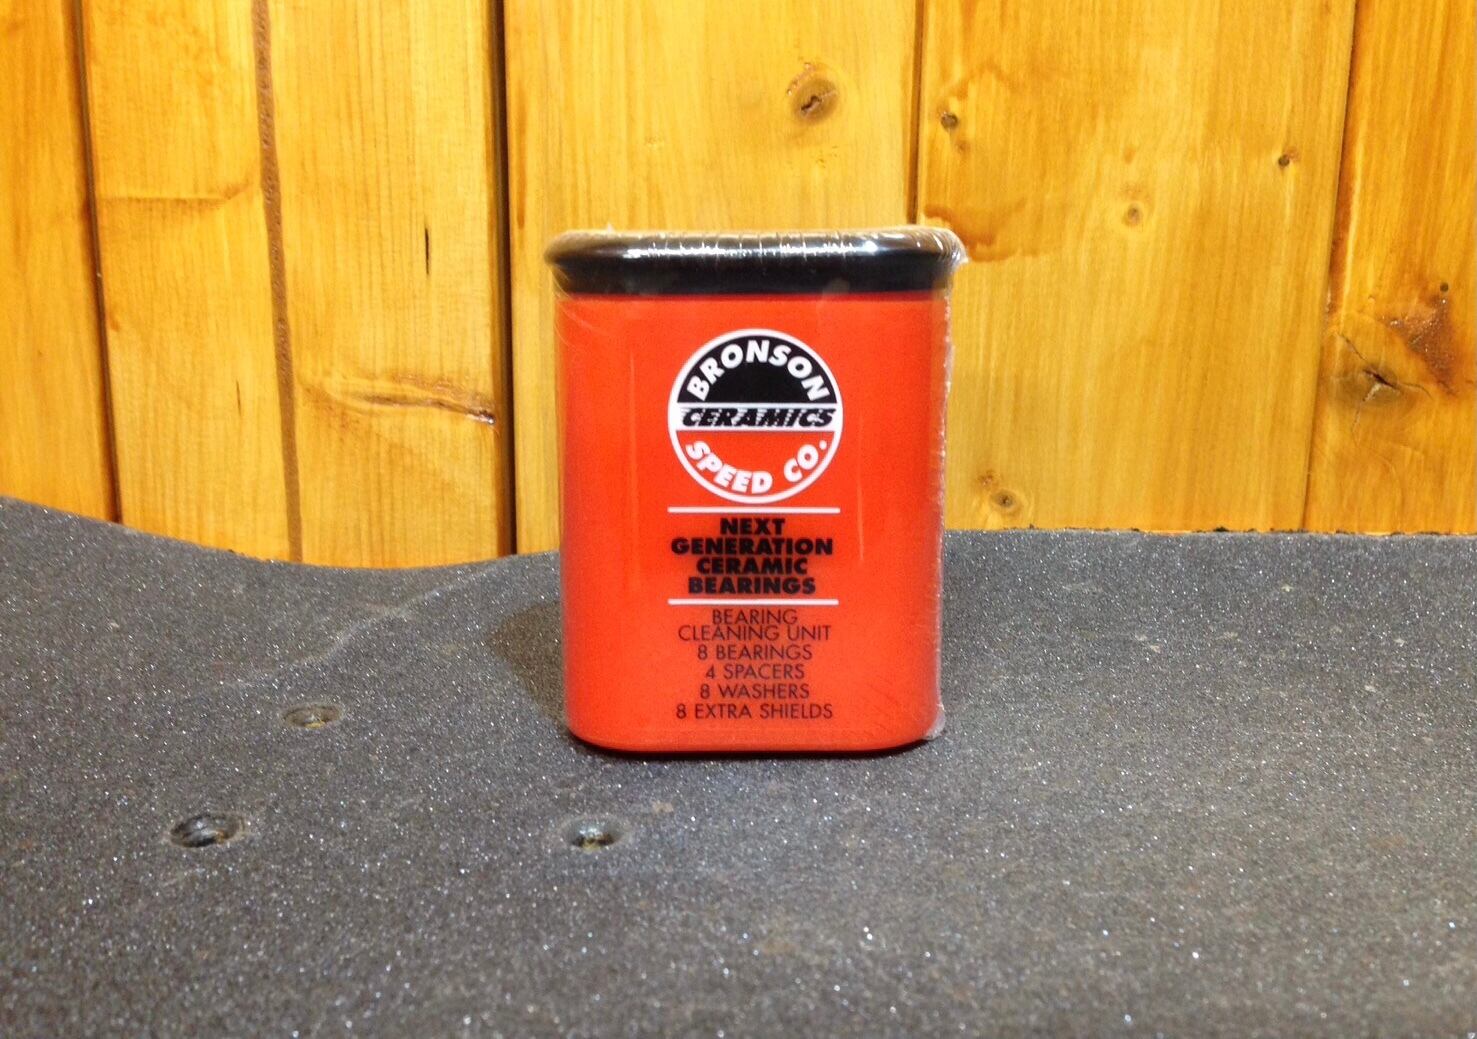 BRONSON
CERAMICS
SPEED CO.
NEXT
GENERATION
CERAMIC
BEARINGS
BEARING
CLEANING UNIT
8 BEARINGS
4 SPACERS
8 WASHERS
8 EXTRA SHIELDS